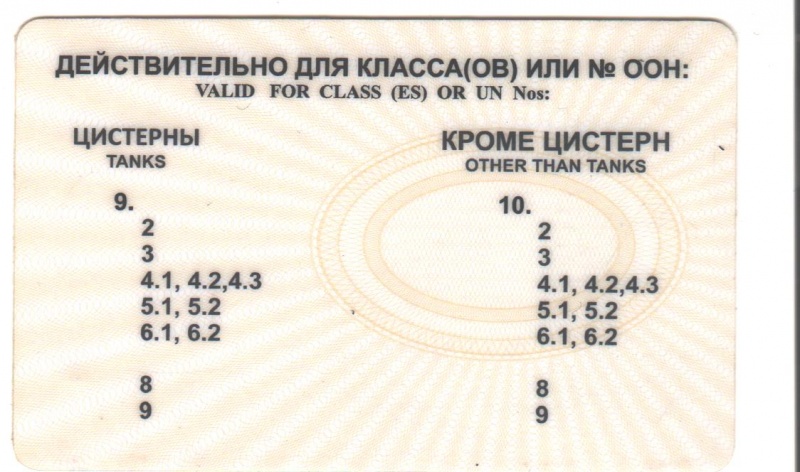 ДЕЙСТВИТЕЛЬНО ДЛЯ КЛАССА(ОВ) ИЛИ № ООН:
VALID FOR CLASS (ES) OR UN Nos:
ЦИСТЕРНЫ
TANKS
9.
2
3
4.1, 4.2,4.3
5.1, 5.2
6.1, 6.2
8
9
КРОМЕ ЦИСТЕРН
OTHER THAN TANKS
10.
2
3
4.1, 4.2,4.3
5.1, 5.2
6.1, 6.2
8
9